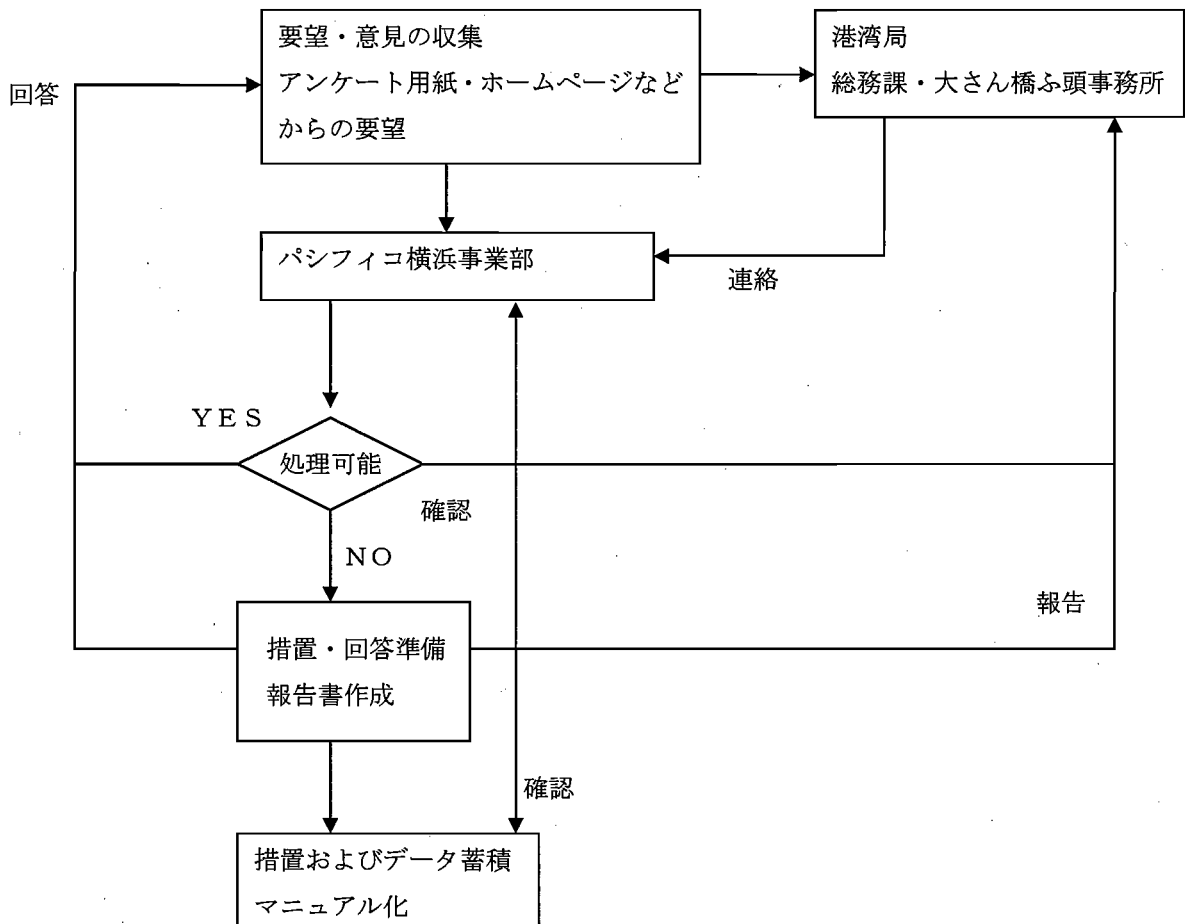 要望・意見の収集
アンケート用紙・ホームページなど
からの要望
港湾局
総務課・大さん橋ふ頭事務所
回答
パシフィコ横浜事業部
連絡
ＹＥＳ
処理可能
確認
ＮＯ
報告
措置・回答準備
報告書作成
確認
措置およびデータ蓄積
マニュアル化